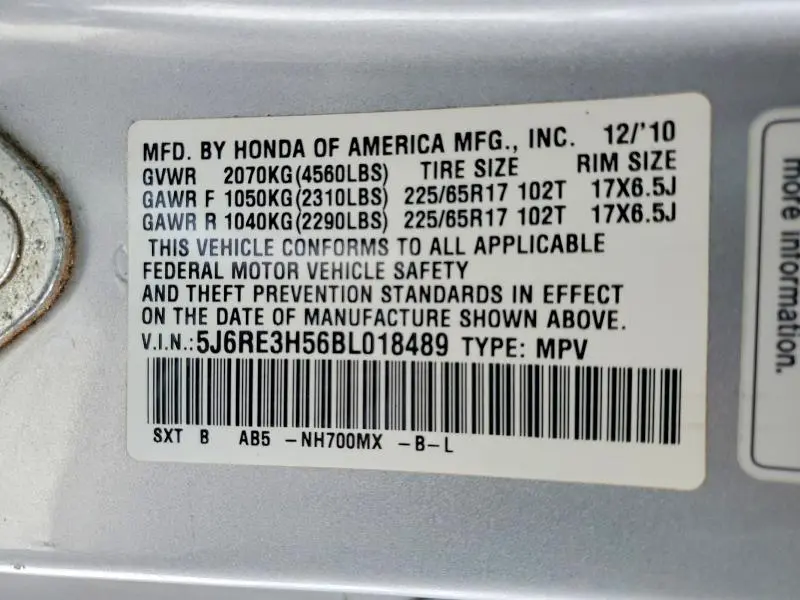 MFD. BY HONDA OF AMERICA MFG., INC. 12/'10
GVWR 2070KG(4560LBS) TIRE SIZE RIM SIZE
GAWR F 1050KG(2310LBS) 225/65R17 102T 17X6.5J
GAWR R 1040KG(2290LBS) 225/65R17 102T 17X6.5J
THIS VEHICLE CONFORMS TO ALL APPLICABLE
FEDERAL MOTOR VEHICLE SAFETY
AND THEFT PREVENTION STANDARDS IN EFFECT
ON THE DATE OF MANUFACTURE SHOWN ABOVE.
V.I.N.:5J6RE3H56BL018489 TYPE: MPV
SXT B AB5 -NH700MX -B-L
more information.